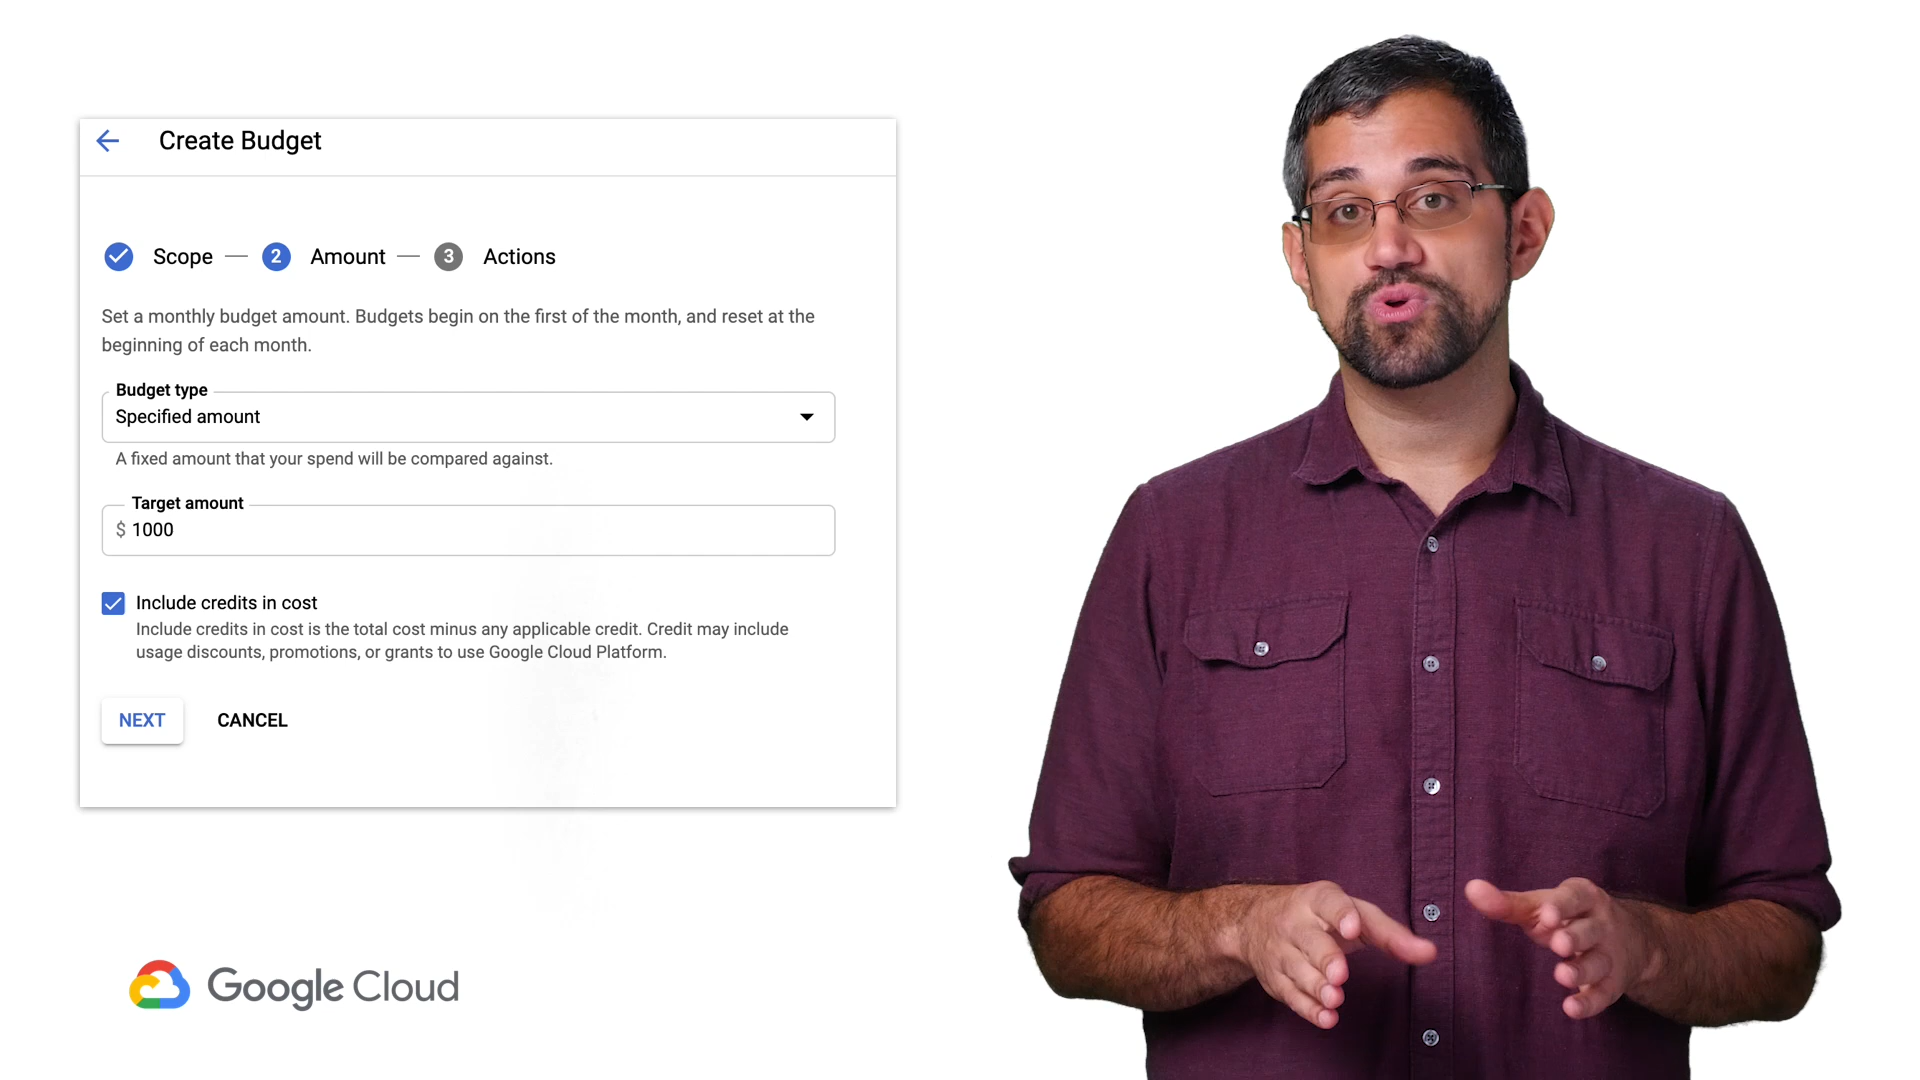 Create Budget
Scope — 2 Amount — 3 Actions
Set a monthly budget amount. Budgets begin on the first of the month, and reset at the
beginning of each month.
Budget type
Specified amount
A fixed amount that your spend will be compared against.
Target amount
$ 1000
Include credits in cost
Include credits in cost is the total cost minus any applicable credit. Credit may include
usage discounts, promotions, or grants to use Google Cloud Platform.
NEXT CANCEL
Google Cloud